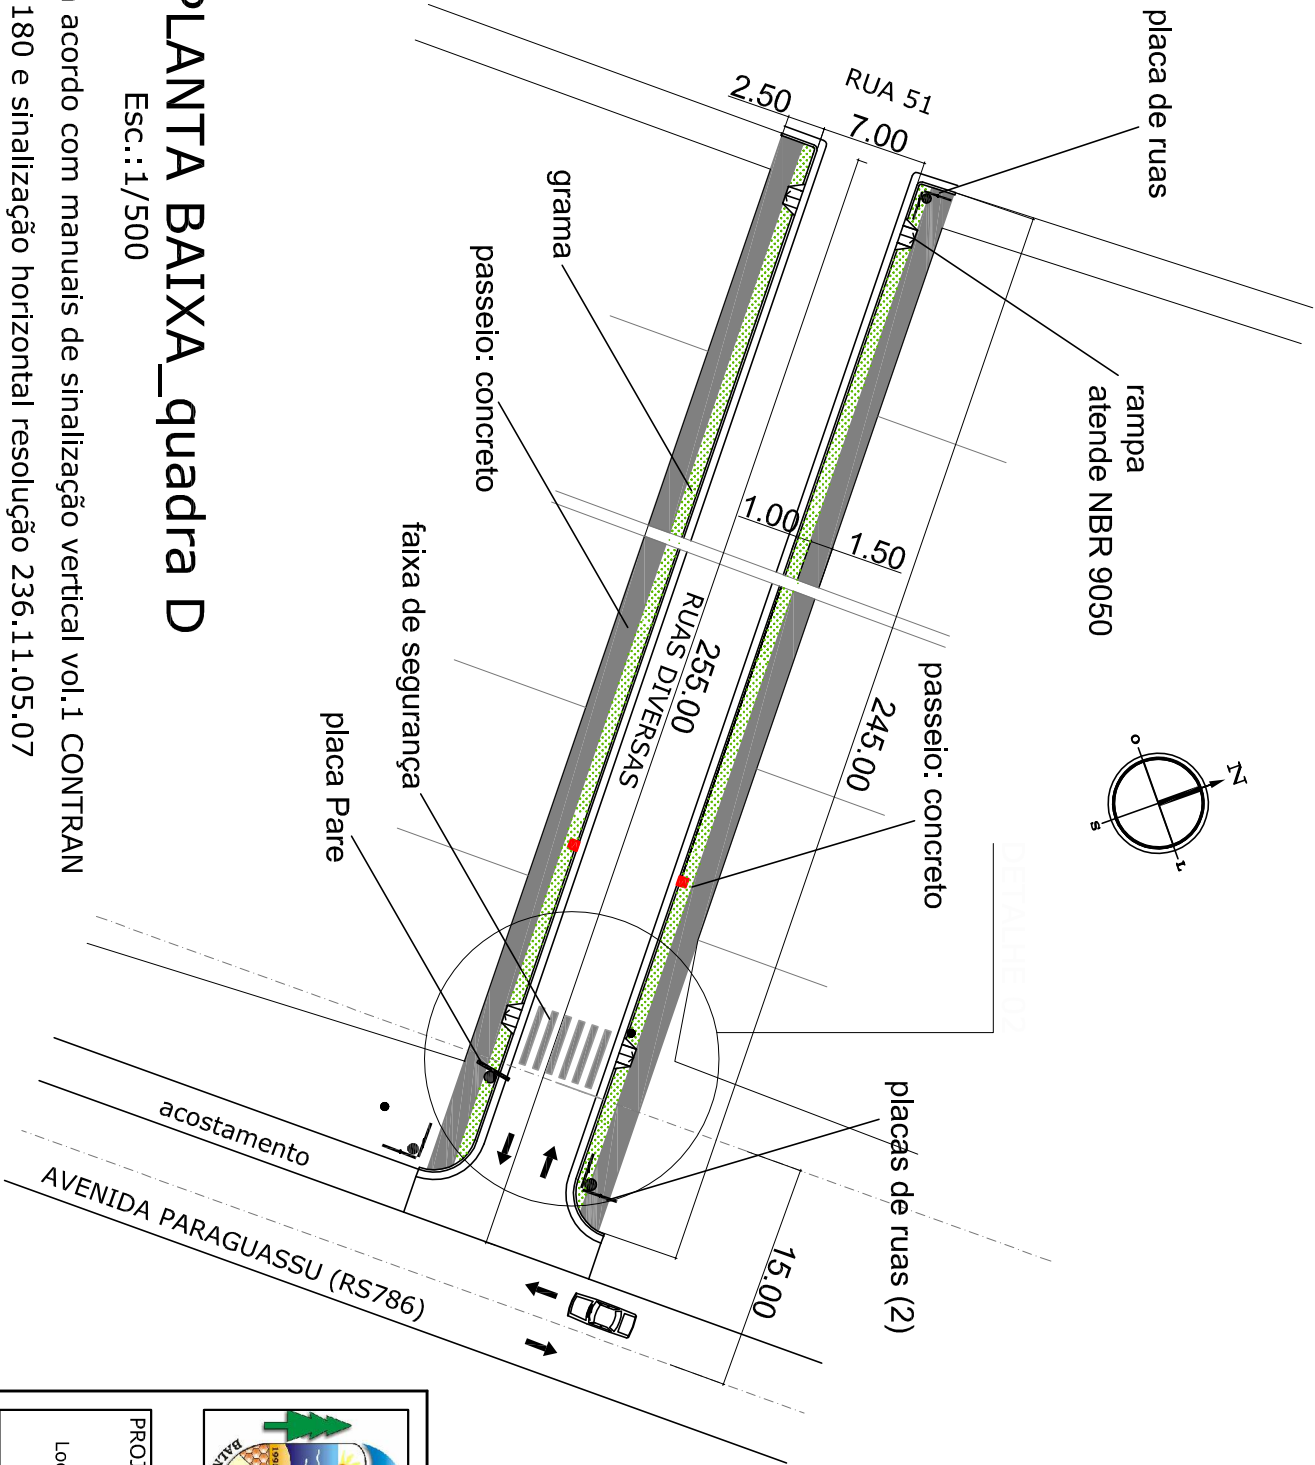 placa de ruas
RUA 51
2.50
7.00
grama
passeio: concreto
rampa
atende NBR 9050
1.00
1.50
faixa de segurança
placa Pare
255.00
RUAS DIVERSAS
245.00
passeio: concreto
N
O
S
L
DETALHE 02
placas de ruas (2)
15.00
acostamento
AVENIDA PARAGUASSU (RS786)
PLANTA BAIXA_quadra D
Esc.:1/500
acordo com manuais de sinalização vertical vol.1 CONTRAN
180 e sinalização horizontal resolução 236.11.05.07